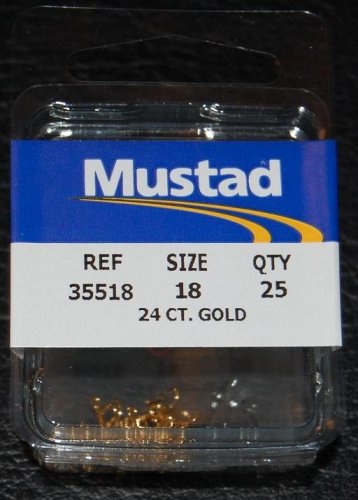 Mustad
REF SIZE QTY
35518 18 25
24 CT. GOLD